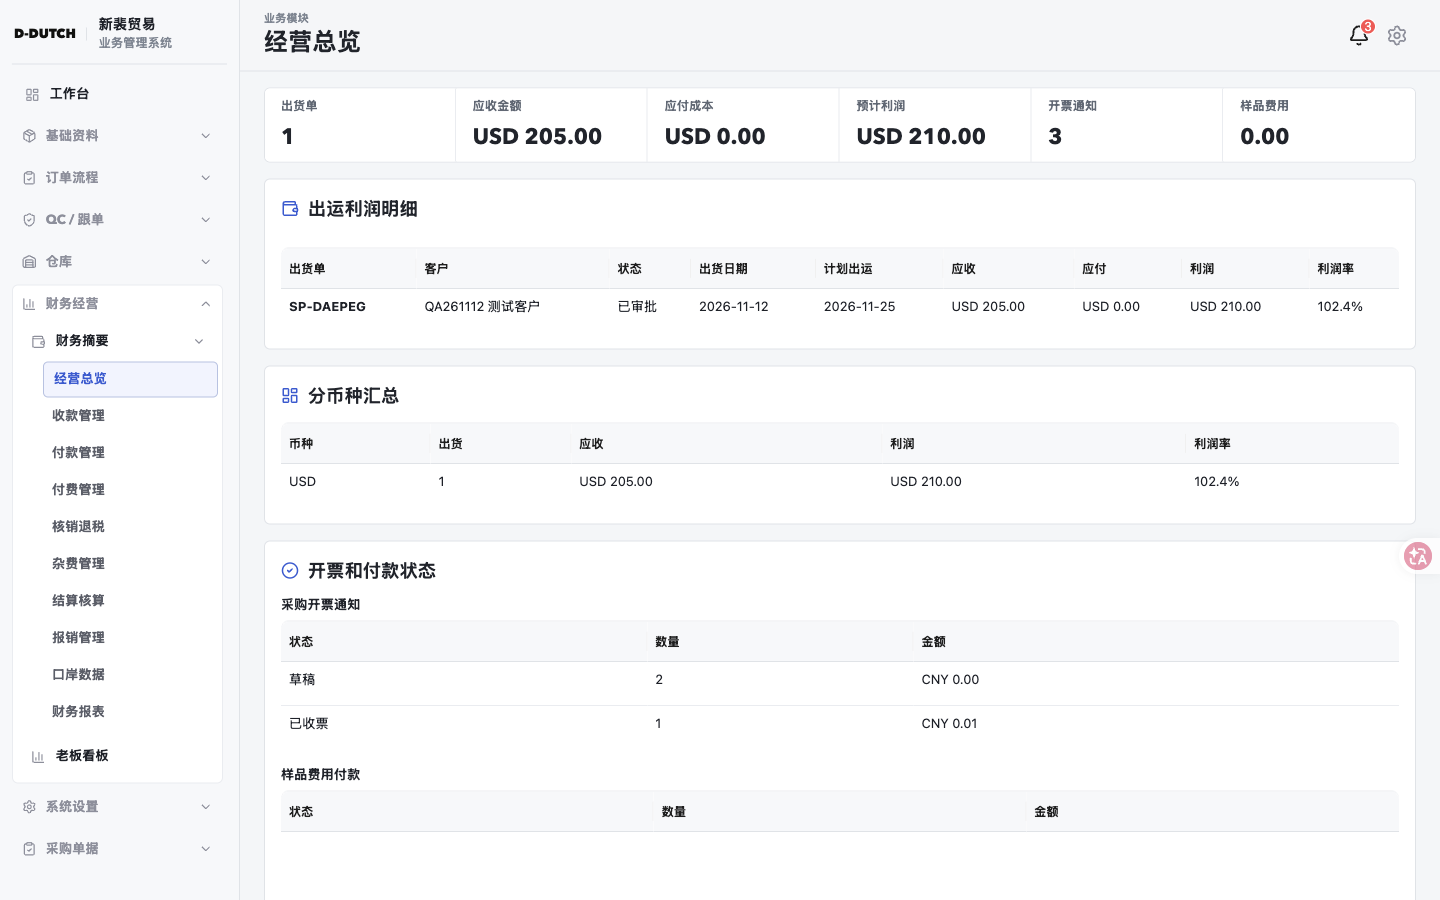 D-DUTCH
新裴贸易
业务管理系统
工作台
基础资料
订单流程
QC / 跟单
仓库
财务经营
财务摘要
经营总览
收款管理
付款管理
付费管理
核销退税
杂费管理
结算核算
报销管理
口岸数据
财务报表
老板看板
系统设置
采购单据
业务模块
经营总览
3
出货单
1
应收金额
USD 205.00
应付成本
USD 0.00
预计利润
USD 210.00
开票通知
3
样品费用
0.00
出运利润明细
出货单 客户 状态 出货日期 计划出运 应收 应付 利润 利润率
SP-DAEPEG QA261112 测试客户 已审批 2026-11-12 2026-11-25 USD 205.00 USD 0.00 USD 210.00 102.4%
分币种汇总
币种 出货 应收 利润 利润率
USD 1 USD 205.00 USD 210.00 102.4%
开票和付款状态
采购开票通知
状态 数量 金额
草稿 2 CNY 0.00
已收票 1 CNY 0.01
样品费用付款
状态 数量 金额